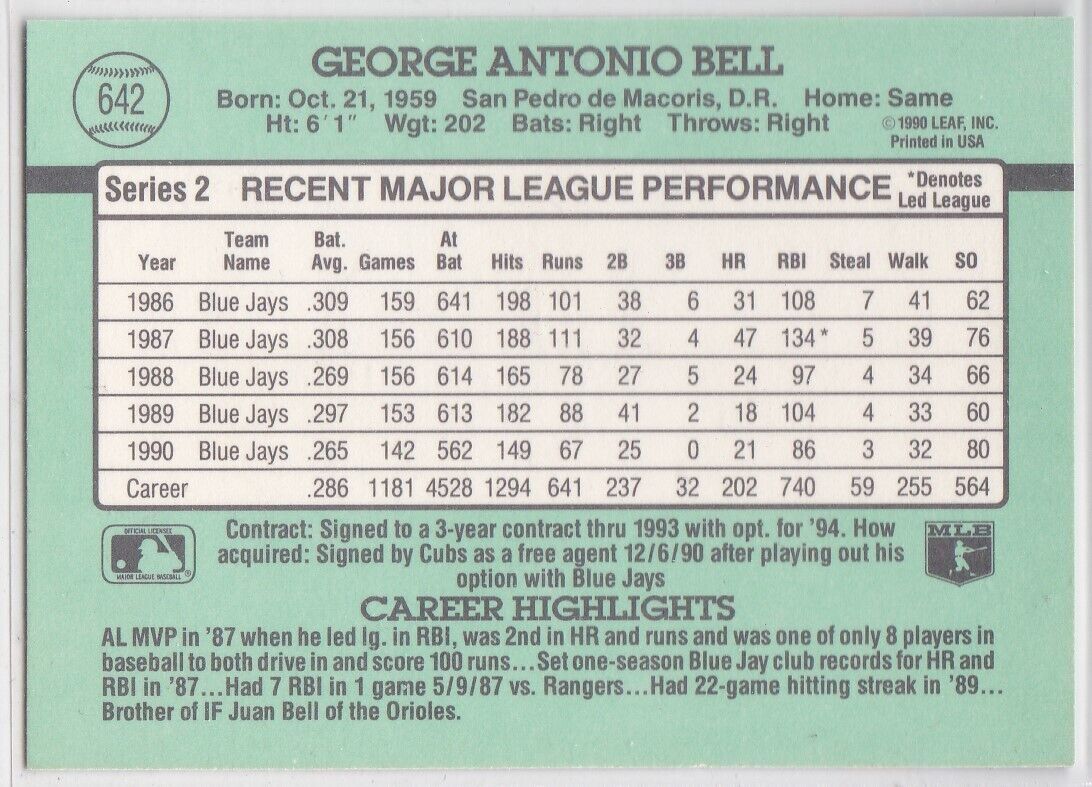 642
GEORGE ANTONIO BELL
Born: Oct. 21, 1959 San Pedro de Macoris, D.R. Home: Same
Ht: 6'1" Wgt: 202 Bats: Right Throws: Right
©1990 LEAF, INC.
Printed in USA
Series 2 RECENT MAJOR LEAGUE PERFORMANCE
*Denotes
Led League
Year Team Name Bat. Avg. Games At Bat Hits Runs 2B 3B HR RBI Steal Walk SO
1986 Blue Jays .309 159 641 198 101 38 6 31 108 7 41 62
1987 Blue Jays .308 156 610 188 111 32 4 47 134* 5 39 76
1988 Blue Jays .269 156 614 165 78 27 5 24 97 4 34 66
1989 Blue Jays .297 153 613 182 88 41 2 18 104 4 33 60
1990 Blue Jays .265 142 562 149 67 25 0 21 86 3 32 80
Career .286 1181 4528 1294 641 237 32 202 740 59 255 564
OFFICIAL LICENSEE
MAJOR LEAGUE BASEBALL
®
Contract: Signed to a 3-year contract thru 1993 with opt. for '94. How
acquired: Signed by Cubs as a free agent 12/6/90 after playing out his
option with Blue Jays
MLB
CAREER HIGHLIGHTS
AL MVP in '87 when he led lg. in RBI, was 2nd in HR and runs and was one of only 8 players in
baseball to both drive in and score 100 runs...Set one-season Blue Jay club records for HR and
RBI in '87...Had 7 RBI in 1 game 5/9/87 vs. Rangers...Had 22-game hitting streak in '89...
Brother of IF Juan Bell of the Orioles.